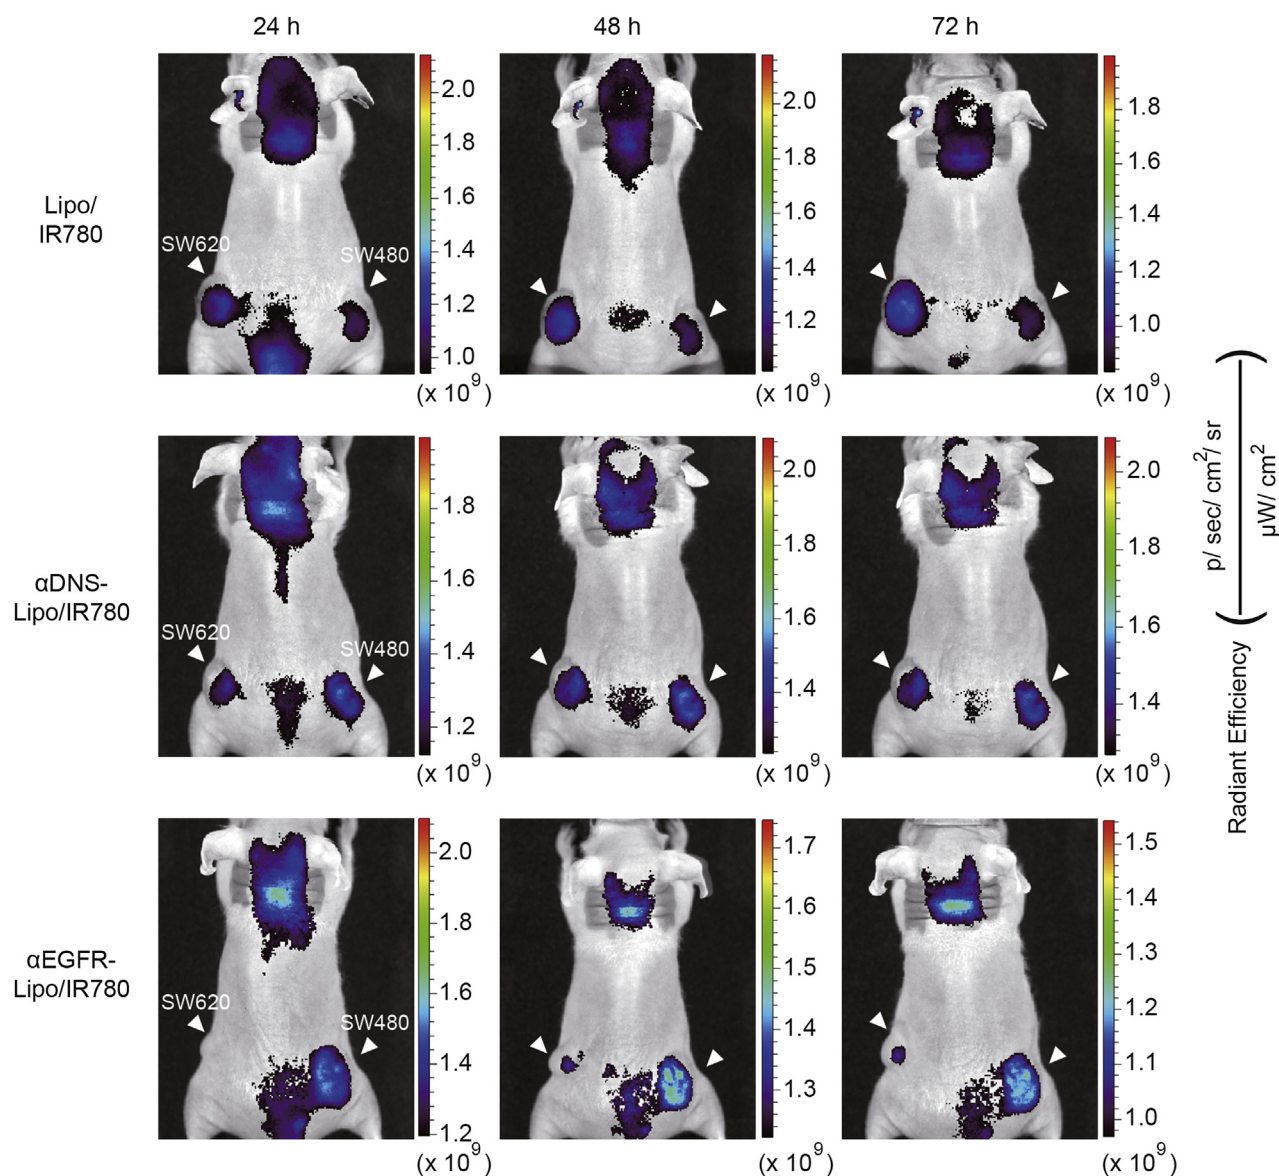 24 h
48 h
72 h
Lipo/
IR780
SW620
SW480
2.0
1.8
1.6
1.4
1.2
1.0
(x 10⁹)
2.0
1.8
1.6
1.4
1.2
(x 10⁹)
1.8
1.6
1.4
1.2
1.0
(x 10⁹)
αDNS-
Lipo/IR780
SW620
SW480
1.8
1.6
1.4
1.2
(x 10⁹)
2.0
1.8
1.6
1.4
(x 10⁹)
2.0
1.8
1.6
1.4
(x 10⁹)
αEGFR-
Lipo/IR780
SW620
SW480
2.0
1.8
1.6
1.4
1.2
(x 10⁹)
1.7
1.6
1.5
1.4
1.3
(x 10⁹)
1.5
1.4
1.3
1.2
1.1
1.0
(x 10⁹)
Radiant Efficiency
(p/ sec/ cm²/ sr
µW/ cm²)